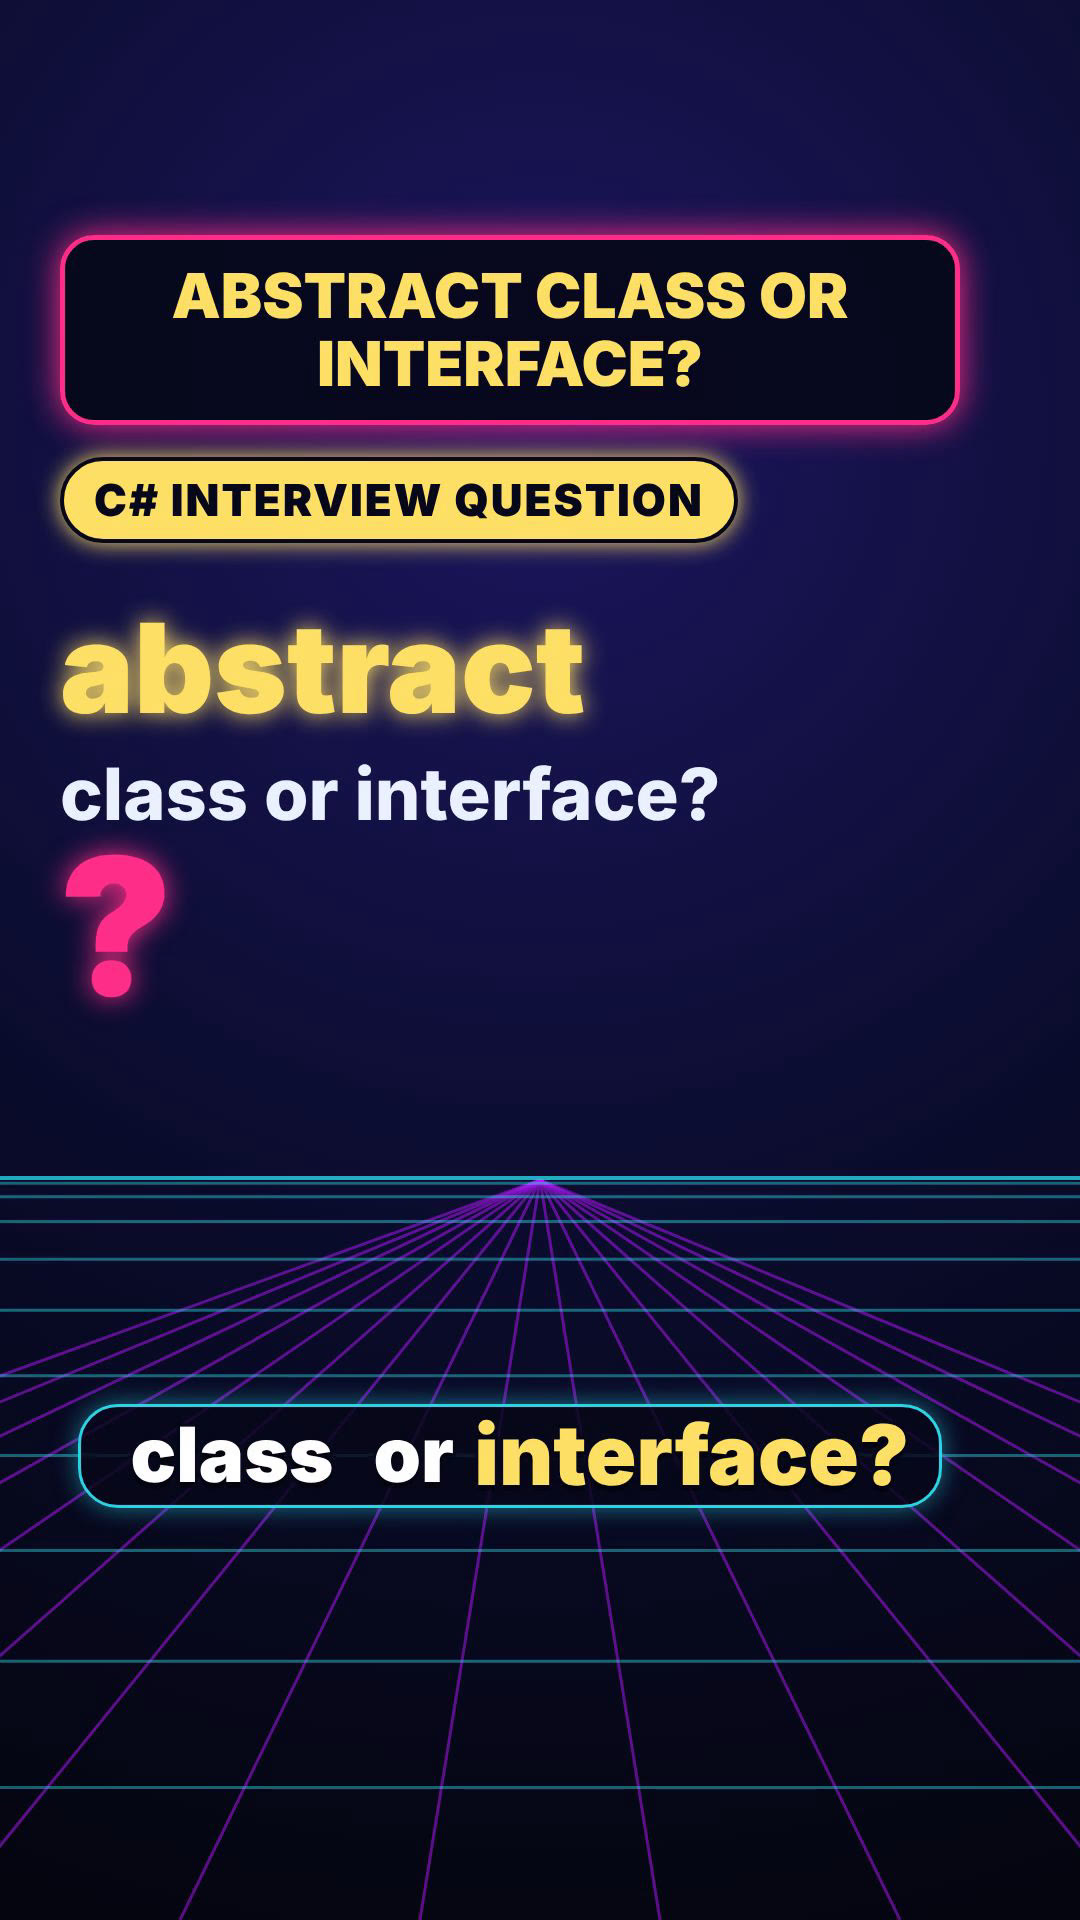 ABSTRACT CLASS OR
INTERFACE?
C# INTERVIEW QUESTION
abstract
class or interface?
?
class or interface?